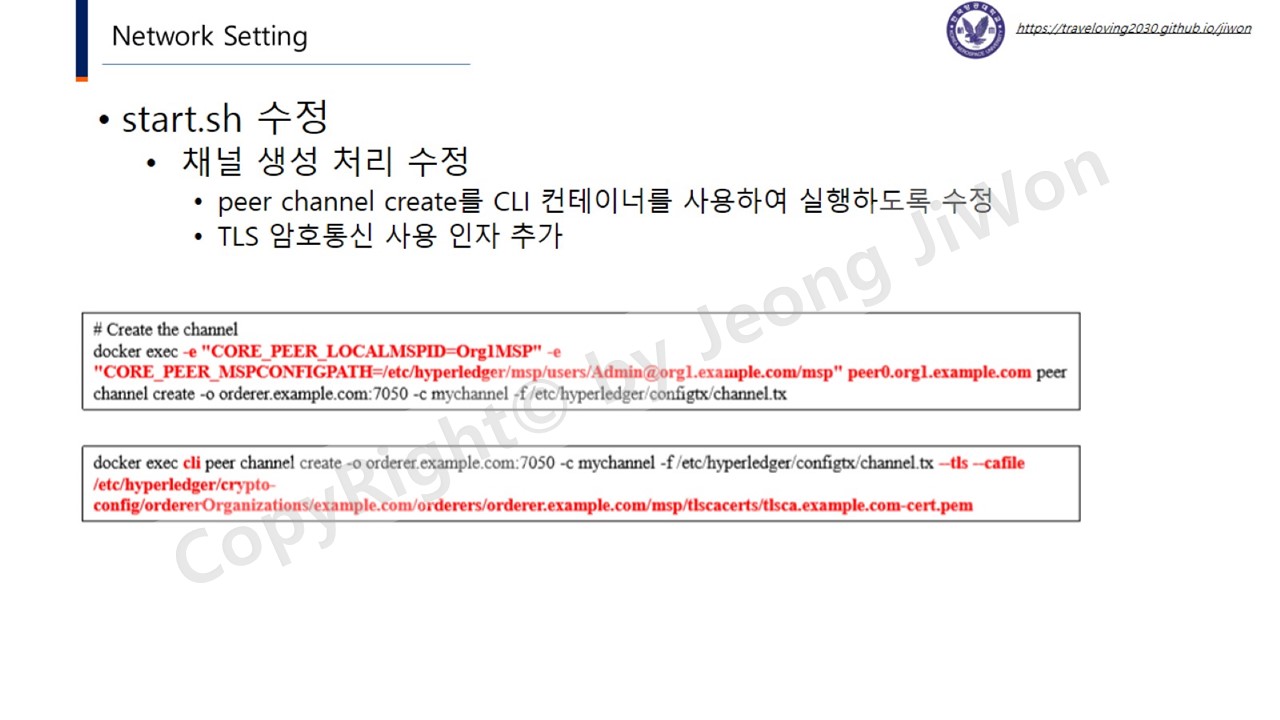 Network Setting
https://traveloving2030.github.io/jiwon
• start.sh 수정
• 채널 생성 처리 수정
• peer channel create를 CLI 컨테이너를 사용하여 실행하도록 수정
• TLS 암호통신 사용 인자 추가
# Create the channel
docker exec -e "CORE_PEER_LOCALMSPID=Org1MSP" -e
"CORE_PEER_MSPCONFIGPATH=/etc/hyperledger/msp/users/Admin@org1.example.com/msp" peer0.org1.example.com peer
channel create -o orderer.example.com:7050 -c mychannel -f /etc/hyperledger/configtx/channel.tx
docker exec cli peer channel create -o orderer.example.com:7050 -c mychannel -f /etc/hyperledger/configtx/channel.tx --tls --cafile
/etc/hyperledger/crypto-
config/ordererOrganizations/example.com/orderers/orderer.example.com/msp/tlscacerts/tlsca.example.com-cert.pem
CopyRight© by Jeong JiWon